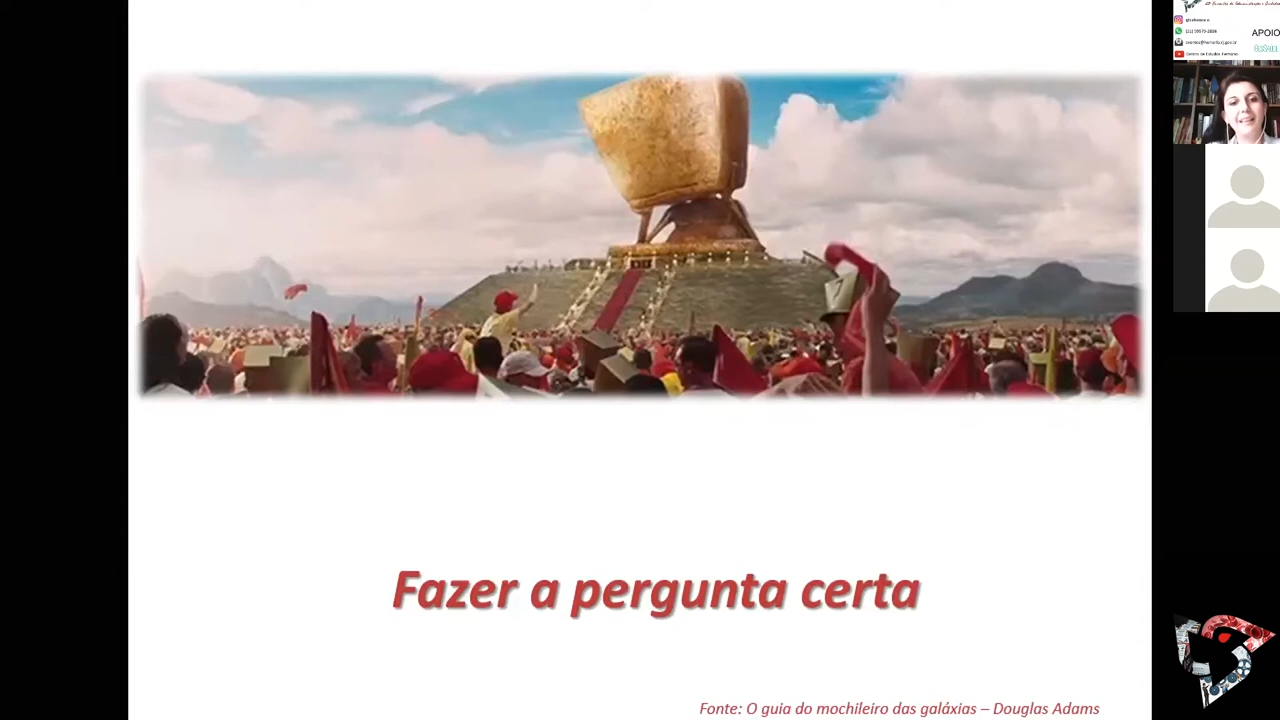 APOIO
Fazer a pergunta certa
Fonte: O guia do mochileiro das galáxias – Douglas Adams